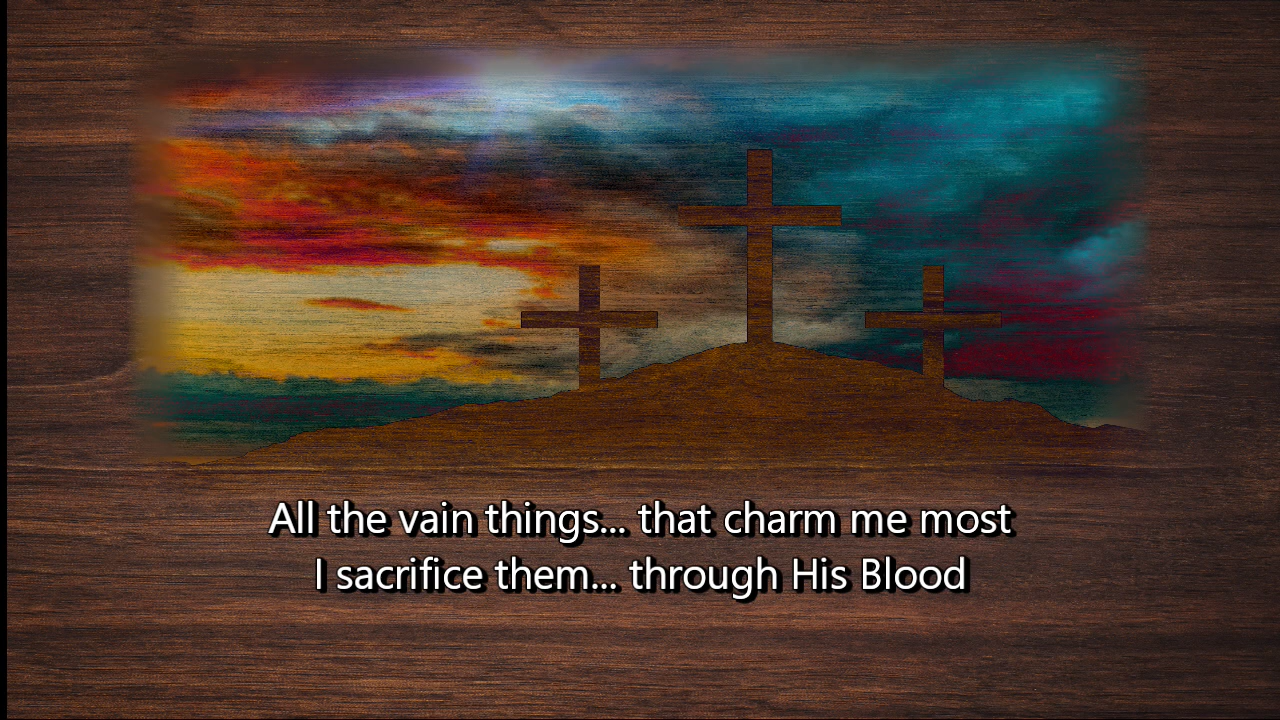 All the vain things... that charm me most
I sacrifice them... through His Blood